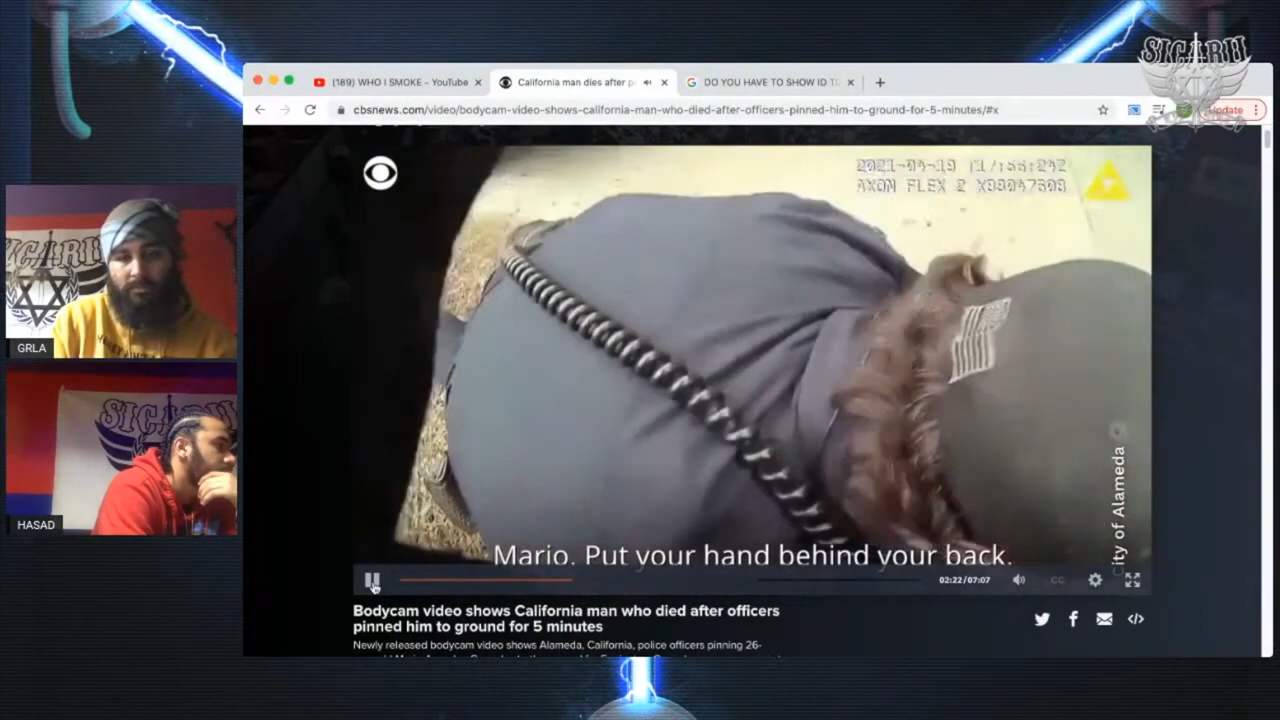 SICARII
(189) WHO I SMOKE - YouTube
California man dies after p
DO YOU HAVE TO SHOW ID T
cbsnews.com/video/bodycam-video-shows-california-man-who-died-after-officers-pinned-him-to-ground-for-5-minutes/#x
Update
AXON FLEX 2
SICARII
GRLA
SICARII
HASAD
City of Alameda
Mario. Put your hand behind your back.
02:22/07:07
CC
Bodycam video shows California man who died after officers
pinned him to ground for 5 minutes
Newly released bodycam video shows Alameda, California, police officers pinning 26-